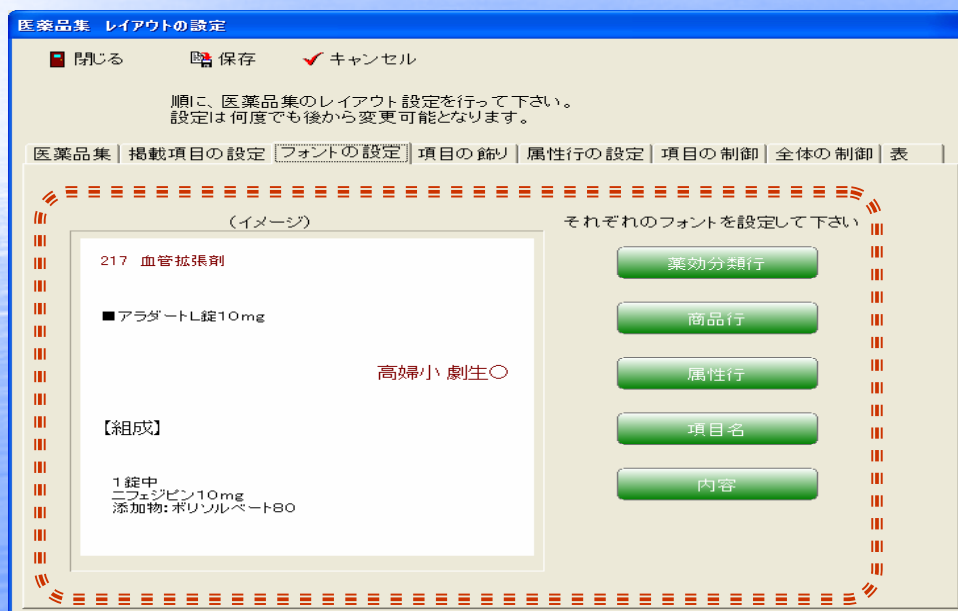 医薬品集 レイアウトの設定
閉じる 保存 キャンセル
順に、医薬品集のレイアウト設定を行って下さい。
設定は何度でも後から変更可能となります。
医薬品集 掲載項目の設定 フォントの設定 項目の飾り 属性行の設定 項目の制御 全体の制御 表
(イメージ)
それぞれのフォントを設定して下さい
217 血管拡張剤
■アラダートL錠10mg
高婦小 劇生○
【組成】
1錠中
ニフェジピン10mg
添加物:ポリソルベート80
薬効分類行
商品行
属性行
項目名
内容